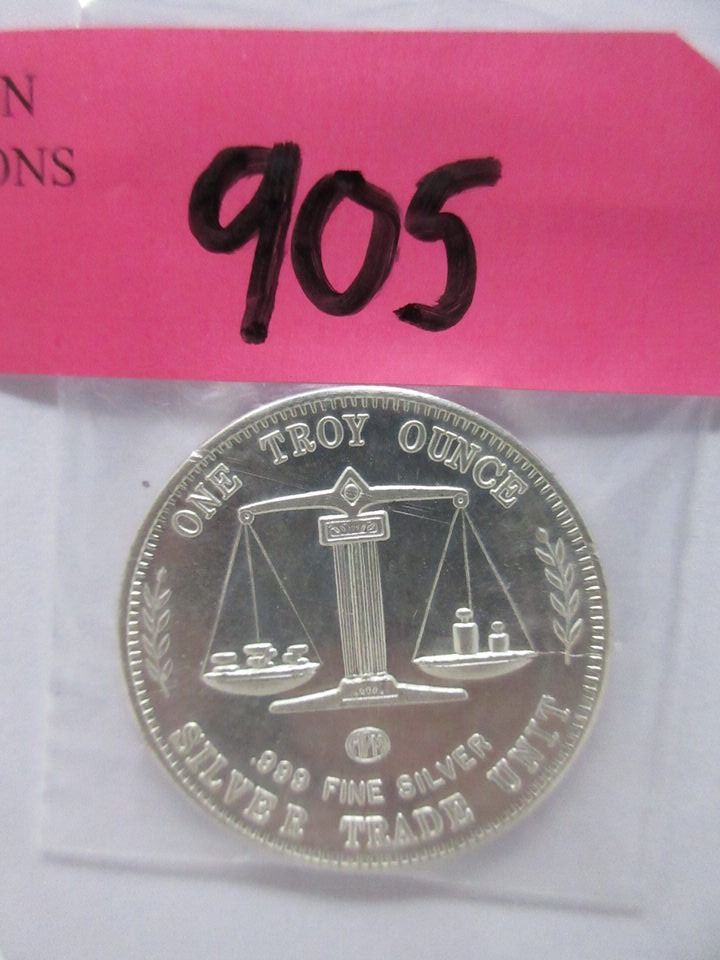 N
ONS
905
ONE TROY OUNCE
.999 FINE SILVER
SILVER TRADE UNIT